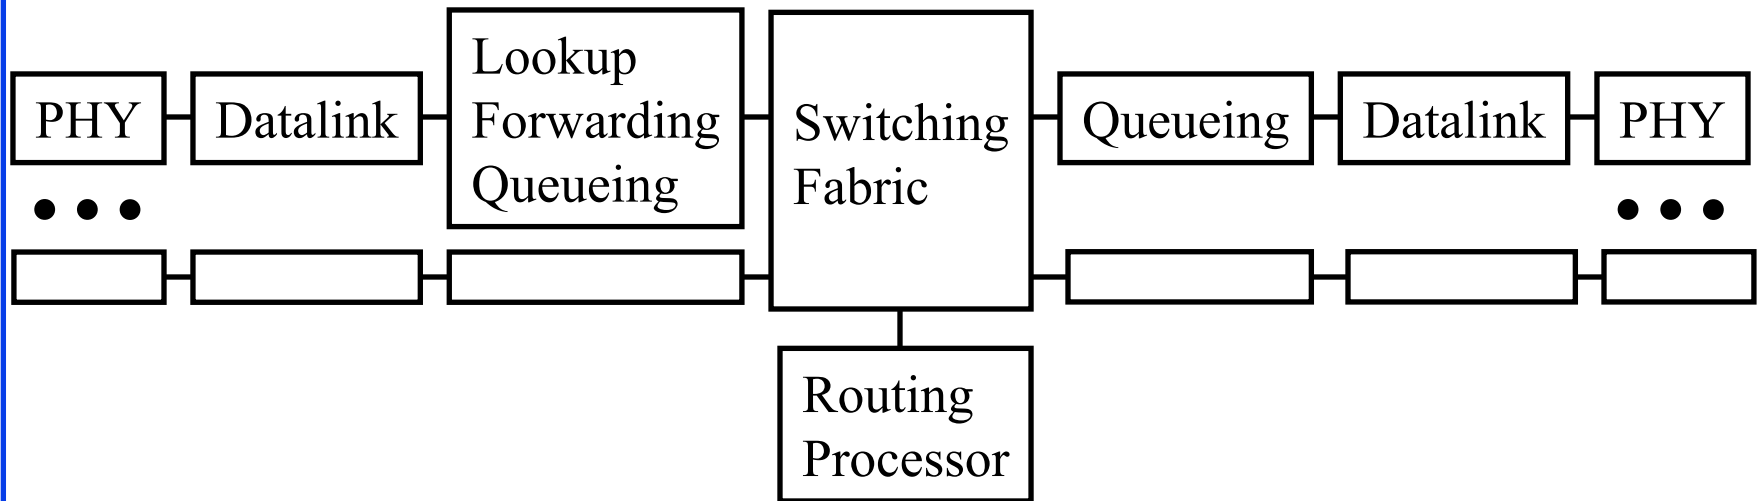 PHY
Datalink
Lookup
Forwarding
Queueing
Switching
Fabric
Queueing
Datalink
PHY
Routing
Processor